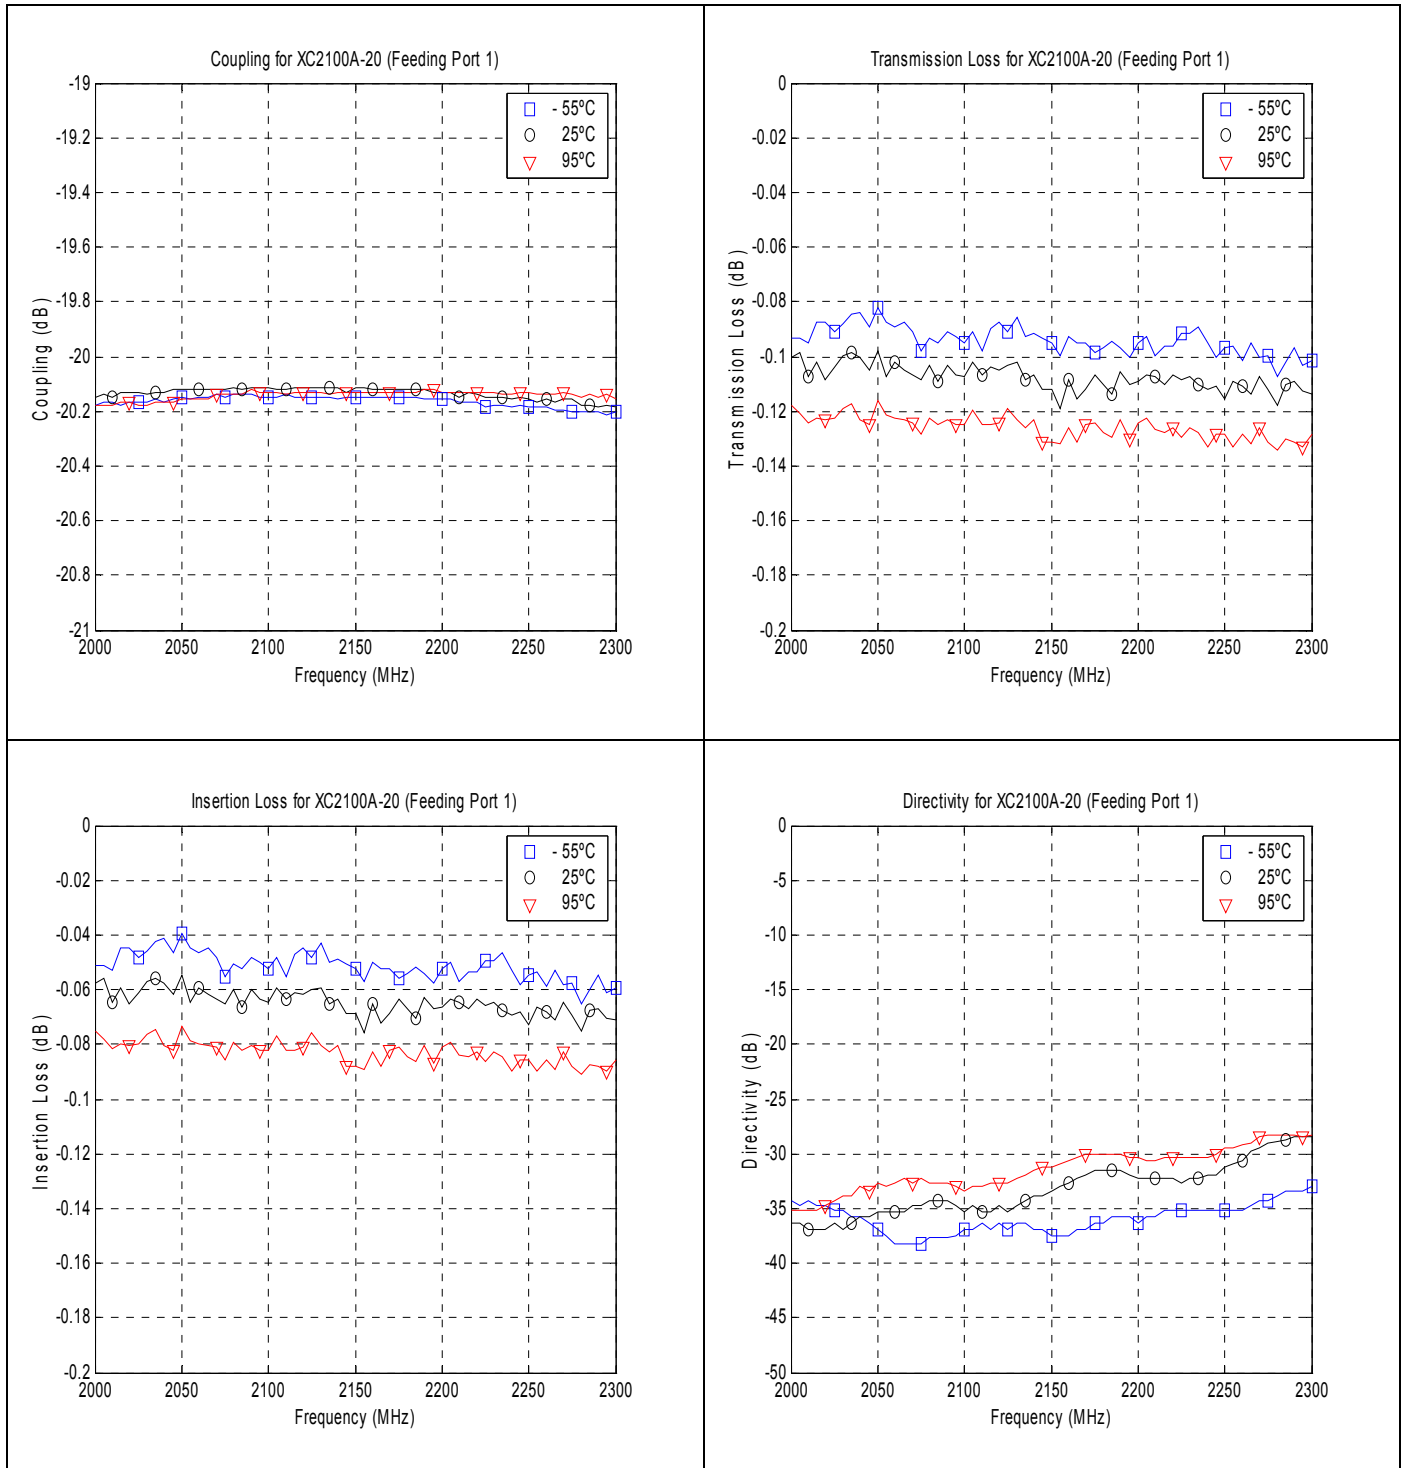 Coupling for XC2100A-20 (Feeding Port 1)
-19
-19.2
-19.4
-19.6
-19.8
-20
-20.2
-20.4
-20.6
-20.8
-21
Coupling (dB)
- 55ºC
25ºC
95ºC
2000 2050 2100 2150 2200 2250 2300
Frequency (MHz)
Transmission Loss for XC2100A-20 (Feeding Port 1)
0
-0.02
-0.04
-0.06
-0.08
-0.1
-0.12
-0.14
-0.16
-0.18
-0.2
Transmission Loss (dB)
- 55ºC
25ºC
95ºC
2000 2050 2100 2150 2200 2250 2300
Frequency (MHz)
Insertion Loss for XC2100A-20 (Feeding Port 1)
0
-0.02
-0.04
-0.06
-0.08
-0.1
-0.12
-0.14
-0.16
-0.18
-0.2
Insertion Loss (dB)
- 55ºC
25ºC
95ºC
2000 2050 2100 2150 2200 2250 2300
Frequency (MHz)
Directivity for XC2100A-20 (Feeding Port 1)
0
-5
-10
-15
-20
-25
-30
-35
-40
-45
-50
Directivity (dB)
- 55ºC
25ºC
95ºC
2000 2050 2100 2150 2200 2250 2300
Frequency (MHz)